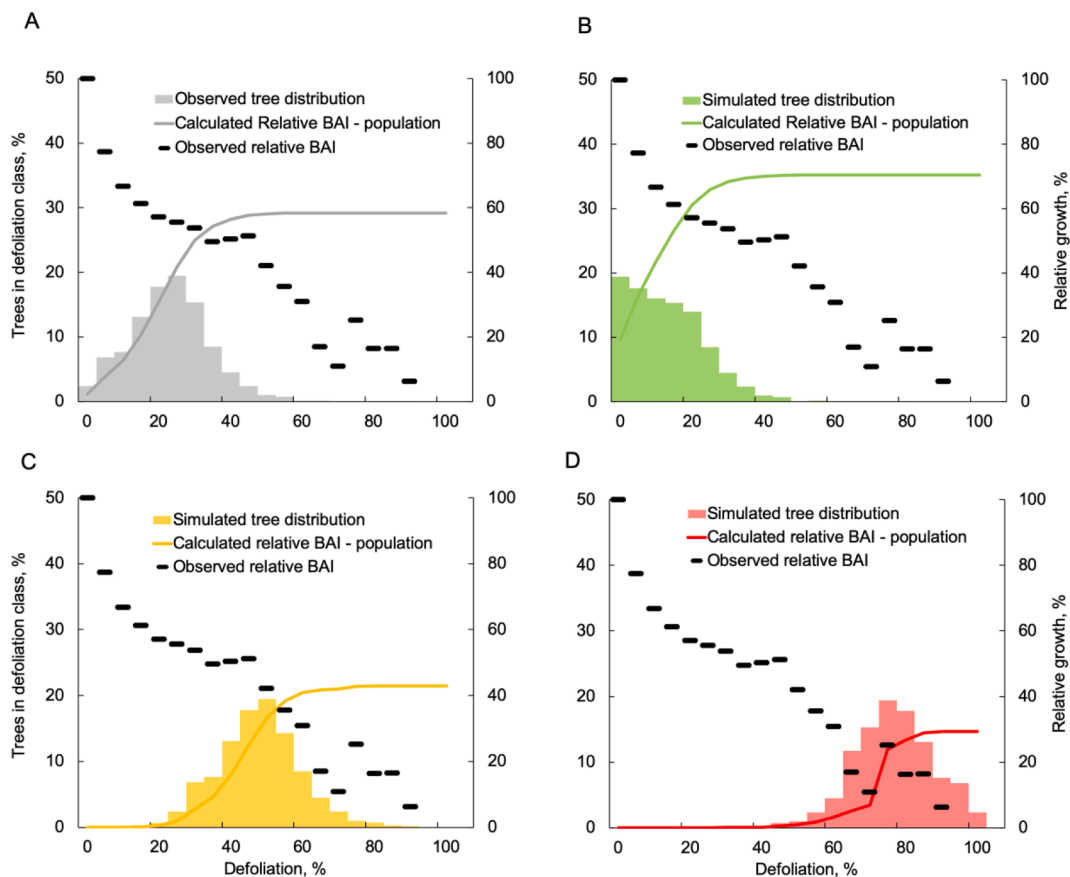 A
50
40
30
20
10
0
Trees in defoliation class, %
Observed tree distribution
Calculated Relative BAI - population
Observed relative BAI
100
80
60
40
20
0
0 20 40 60 80 100
B
50
40
30
20
10
0
Simulated tree distribution
Calculated Relative BAI - population
Observed relative BAI
100
80
60
40
20
0
Relative growth, %
0 20 40 60 80 100
C
50
40
30
20
10
0
Trees in defoliation class, %
Simulated tree distribution
Calculated relative BAI - population
Observed relative BAI
100
80
60
40
20
0
0 20 40 60 80 100
Defoliation, %
D
50
40
30
20
10
0
Simulated tree distribution
Calculated relative BAI - population
Observed relative BAI
100
80
60
40
20
0
Relative growth, %
0 20 40 60 80 100
Defoliation, %